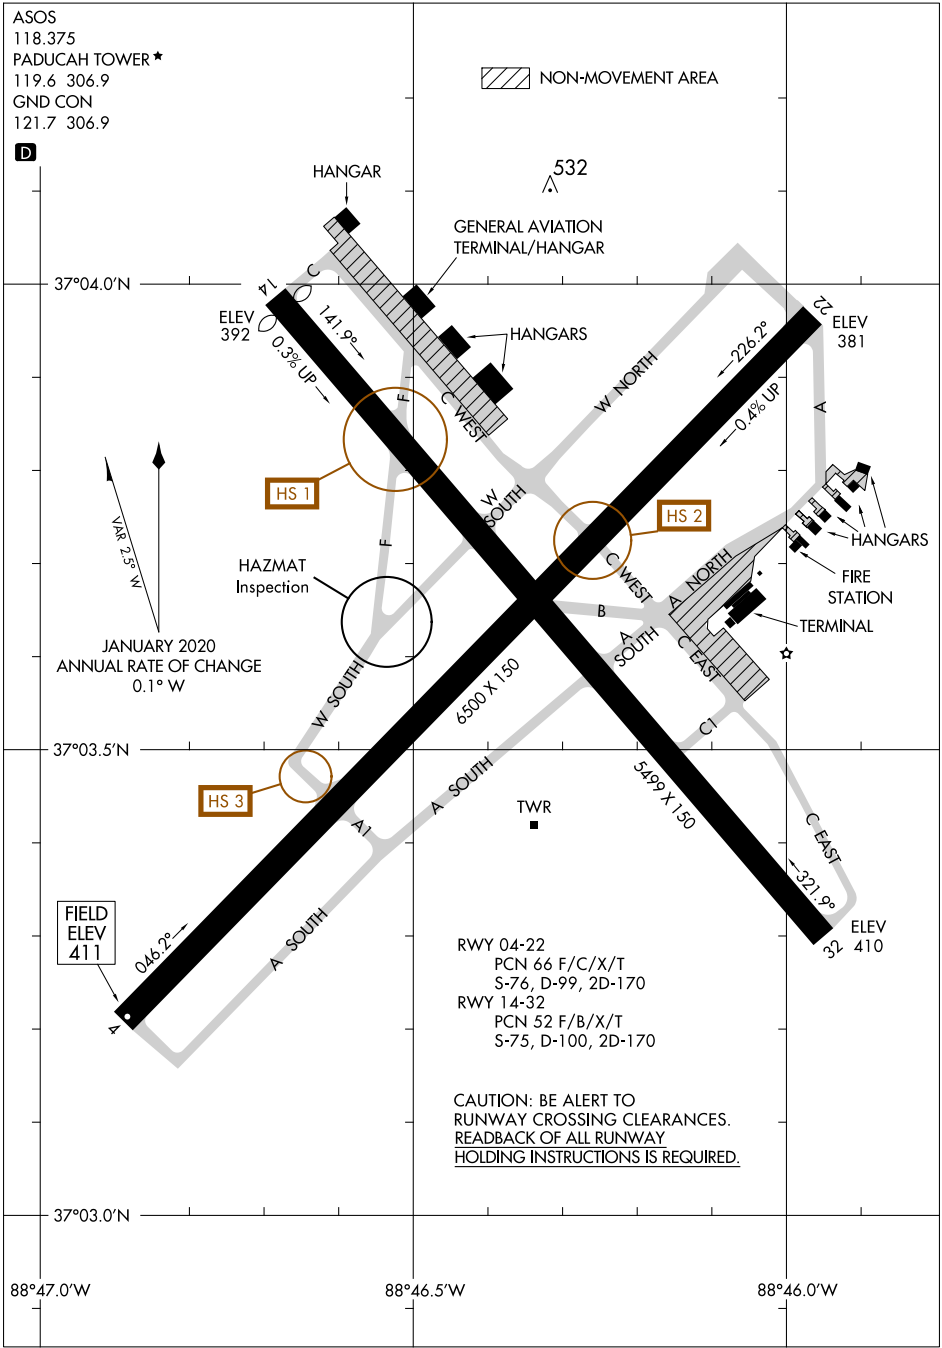 ASOS
118.375
PADUCAH TOWER★
119.6 306.9
GND CON
121.7 306.9
D
NON-MOVEMENT AREA
HANGAR
532
GENERAL AVIATION
TERMINAL/HANGAR
C
37°04.0'N
14
ELEV
392
141.9°
0.3% UP
HANGARS
22
ELEV
381
226.2°
0.4% UP
W NORTH
A
F
C WEST
HS 1
W
SOUTH
HS 2
VAR 2.5° W
F
HAZMAT
Inspection
C WEST
A NORTH
HANGARS
FIRE
STATION
B
A
SOUTH
TERMINAL
C EAST
JANUARY 2020
ANNUAL RATE OF CHANGE
0.1° W
W SOUTH
6500 X 150
C1
37°03.5'N
HS 3
A SOUTH
5499 X 150
TWR
A1
C EAST
321.9°
FIELD
ELEV
411
046.2°
A SOUTH
32
ELEV
410
4
RWY 04-22
PCN 66 F/C/X/T
S-76, D-99, 2D-170
RWY 14-32
PCN 52 F/B/X/T
S-75, D-100, 2D-170
CAUTION: BE ALERT TO
RUNWAY CROSSING CLEARANCES.
READBACK OF ALL RUNWAY
HOLDING INSTRUCTIONS IS REQUIRED.
37°03.0'N
88°47.0'W
88°46.5'W
88°46.0'W